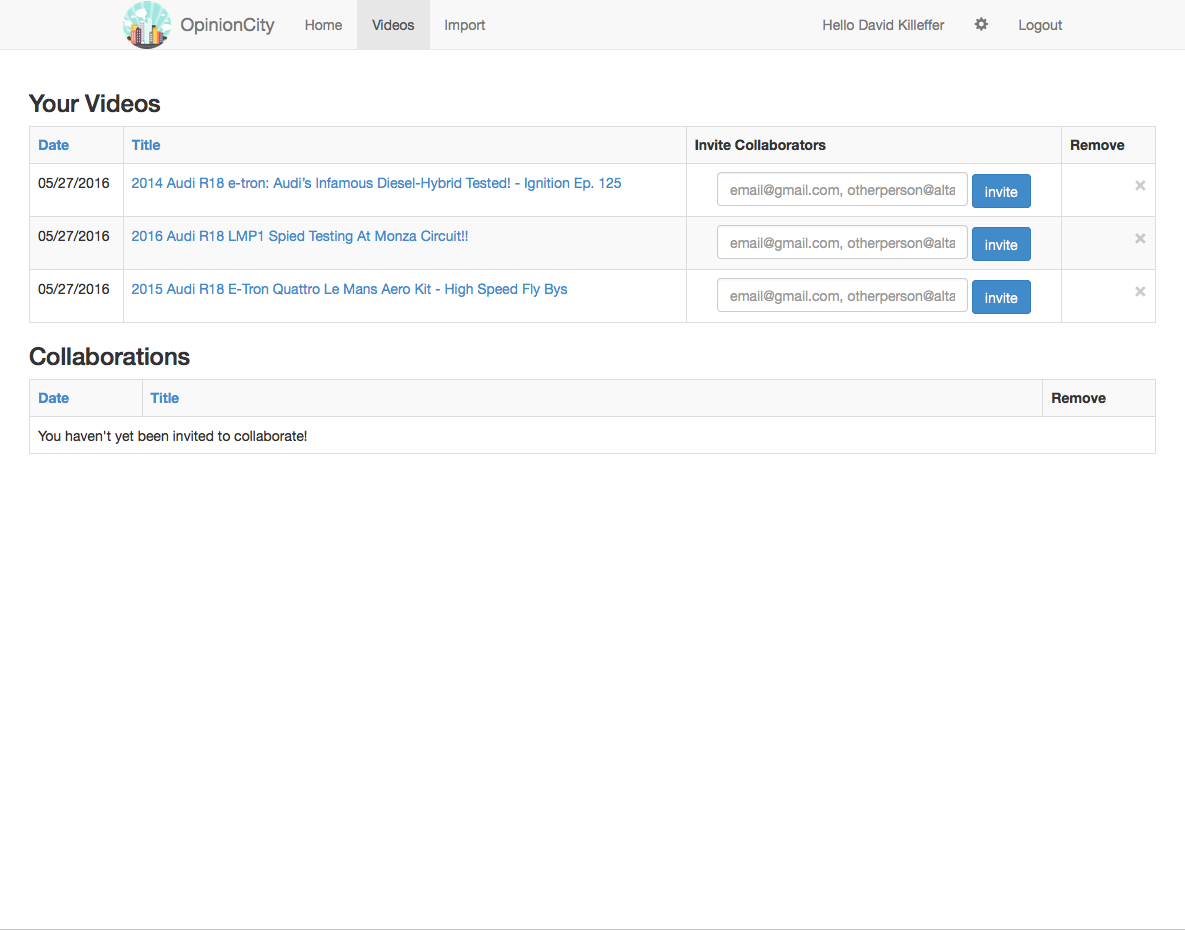 OpinionCity Home Videos Import Hello David Killeffer Logout
Your Videos
Date Title Invite Collaborators Remove
05/27/2016 2014 Audi R18 e-tron: Audi’s Infamous Diesel-Hybrid Tested! - Ignition Ep. 125 email@gmail.com, otherperson@alta invite ×
05/27/2016 2016 Audi R18 LMP1 Spied Testing At Monza Circuit!! email@gmail.com, otherperson@alta invite ×
05/27/2016 2015 Audi R18 E-Tron Quattro Le Mans Aero Kit - High Speed Fly Bys email@gmail.com, otherperson@alta invite ×
Collaborations
Date Title Remove
You haven't yet been invited to collaborate!